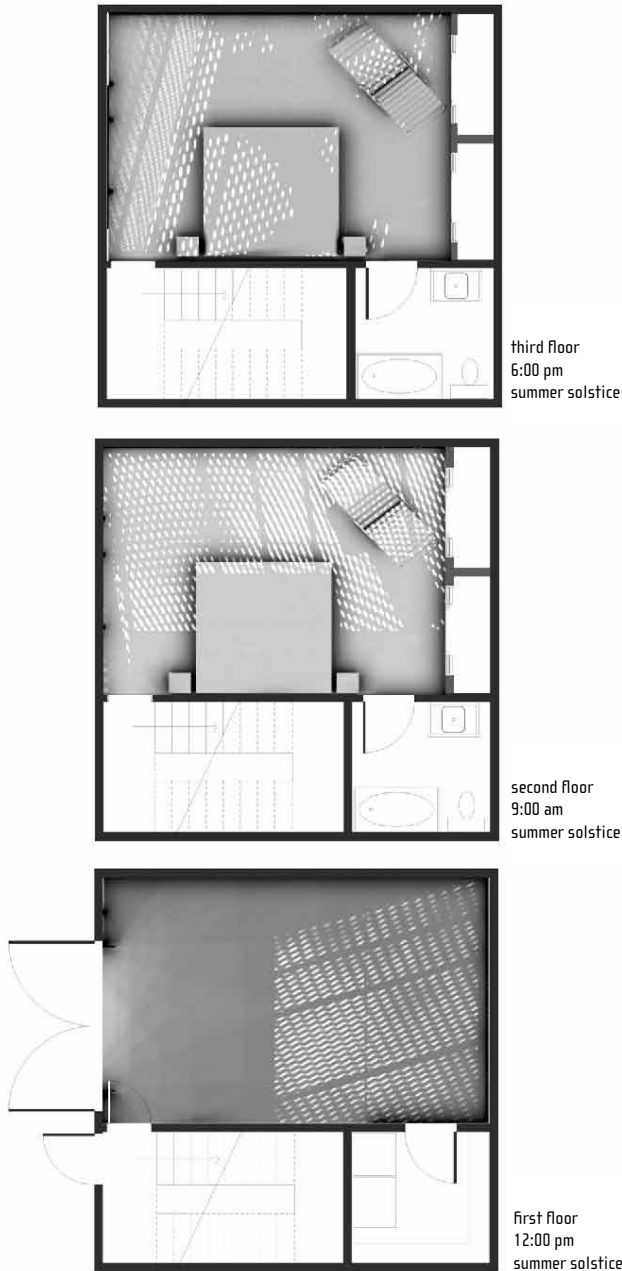 third floor
6:00 pm
summer solstice
second floor
9:00 am
summer solstice
first floor
12:00 pm
summer solstice